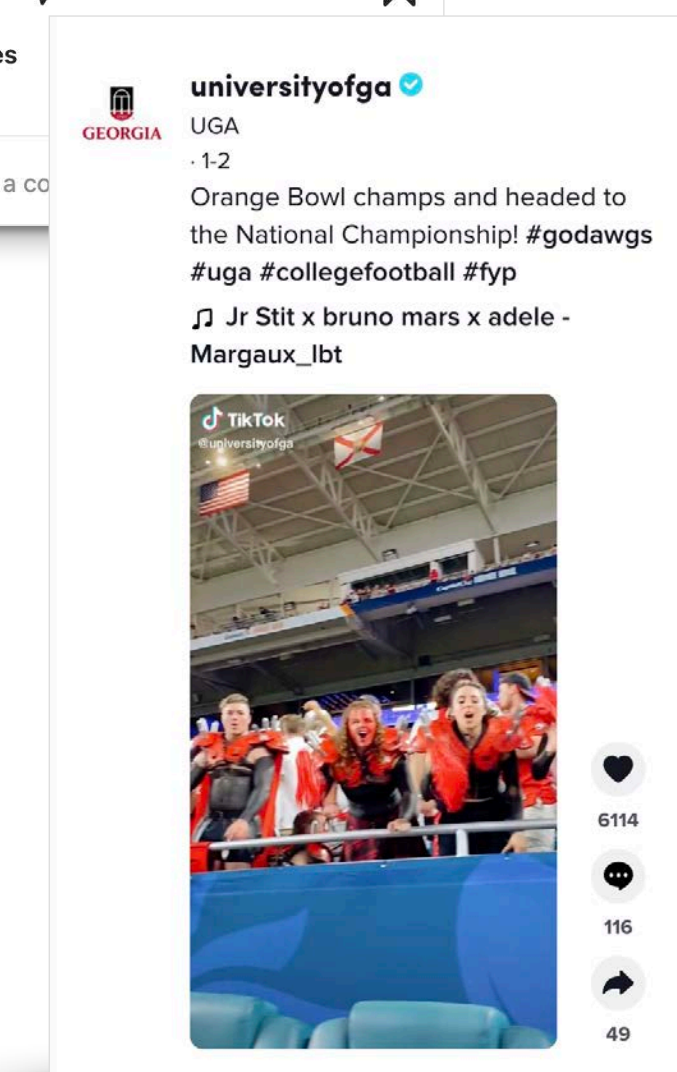 es
a co
GEORGIA
universityofga
UGA
· 1-2
Orange Bowl champs and headed to
the National Championship! #godawgs
#uga #collegefootball #fyp
♫ Jr Stit x bruno mars x adele -
Margaux_lbt
TikTok
@universityofga
6114
116
49